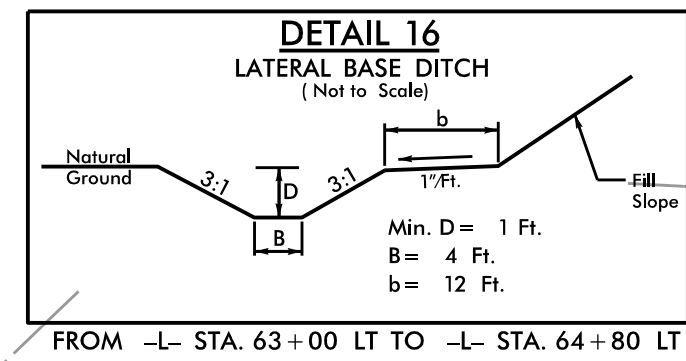 DETAIL 16
LATERAL BASE DITCH
( Not to Scale)
b
Natural
Ground
3:1
D
3:1
1"/Ft.
Fill
Slope
B
Min. D = 1 Ft.
B = 4 Ft.
b = 12 Ft.
FROM -L- STA. 63+00 LT TO -L- STA. 64+80 LT